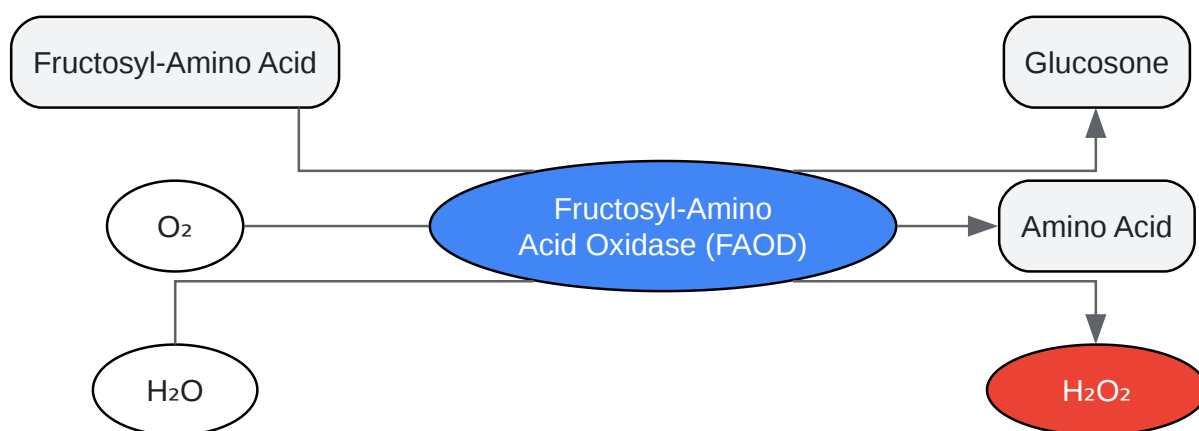 Fructosyl-Amino Acid
Glucosone
O₂
Fructosyl-Amino
Acid Oxidase (FAOD)
Amino Acid
H₂O
H₂O₂